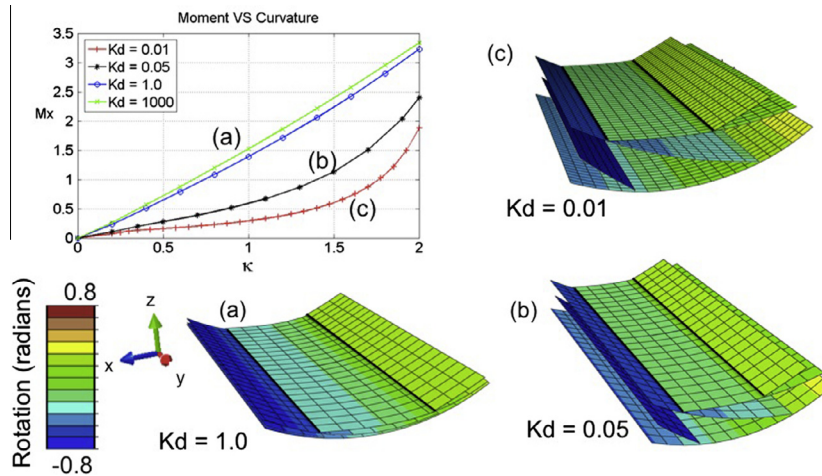 Moment VS Curvature
3.5
3
2.5
2
1.5
1
0.5
0
Mx
Kd = 0.01
Kd = 0.05
Kd = 1.0
Kd = 1000
(a)
(b)
(c)
0
0.5
1
1.5
2
κ
(c)
Kd = 0.01
Rotation (radians)
0.8
-0.8
z
x
y
(a)
Kd = 1.0
(b)
Kd = 0.05